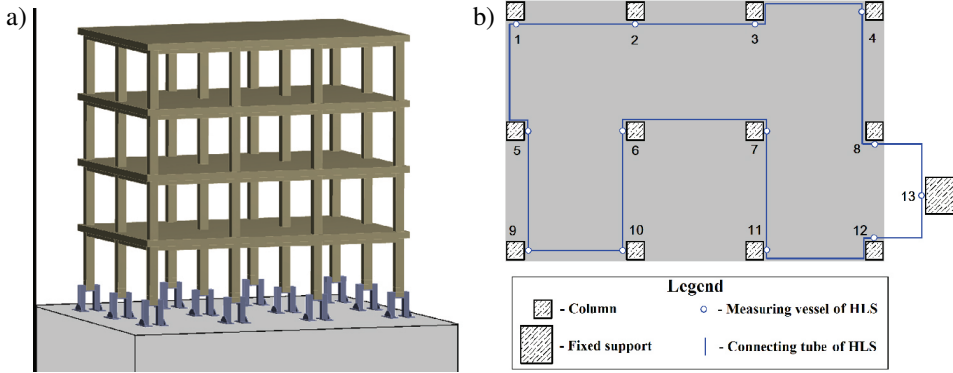 a)
b)
1
2
3
4
5
6
7
8
13
9
10
11
12
Legend
- Column
- Measuring vessel of HLS
- Fixed support
- Connecting tube of HLS